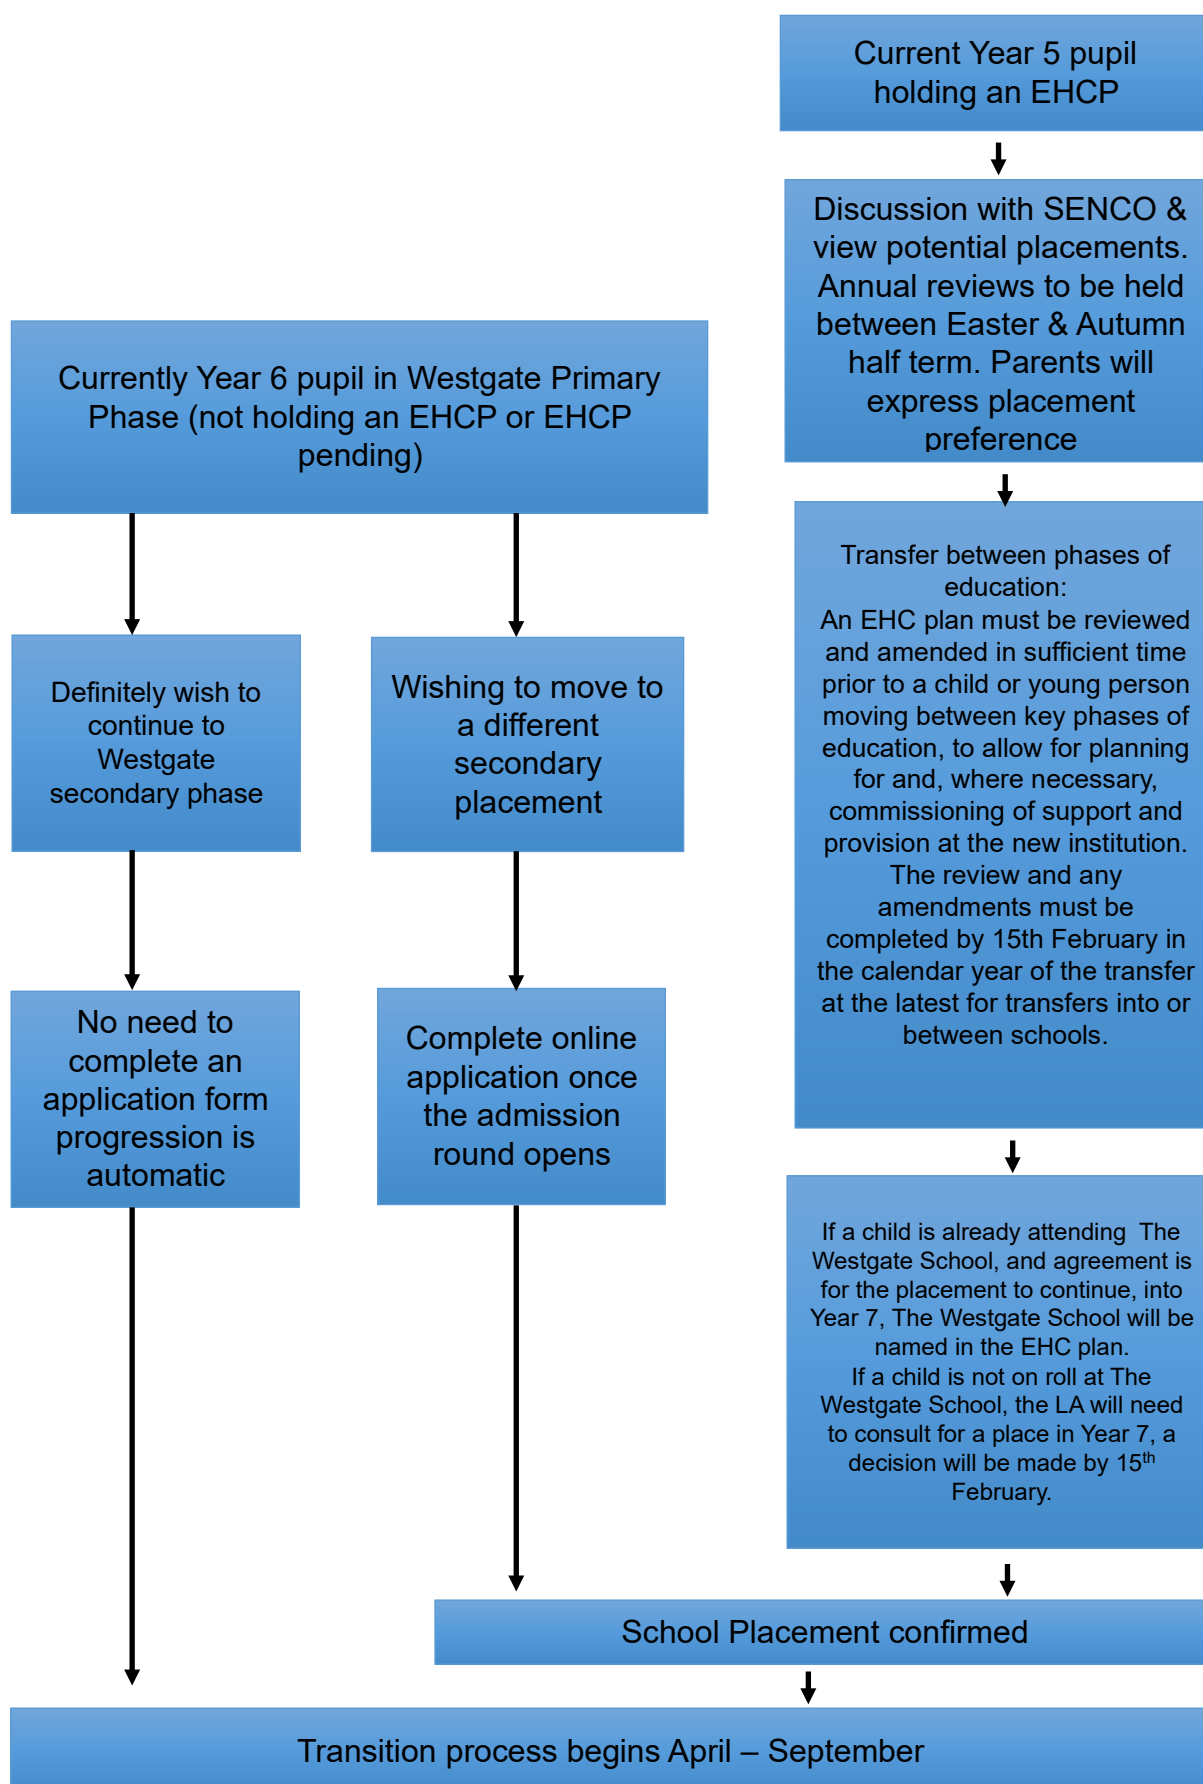 Current Year 5 pupil
holding an EHCP
Discussion with SENCO &
view potential placements.
Annual reviews to be held
between Easter & Autumn
half term. Parents will
express placement
preference
Currently Year 6 pupil in Westgate Primary
Phase (not holding an EHCP or EHCP
pending)
Transfer between phases of
education:
An EHC plan must be reviewed
and amended in sufficient time
prior to a child or young person
moving between key phases of
education, to allow for planning
for and, where necessary,
commissioning of support and
provision at the new institution.
The review and any
amendments must be
completed by 15th February in
the calendar year of the transfer
at the latest for transfers into or
between schools.
Definitely wish to
continue to
Westgate
secondary phase
Wishing to move to
a different
secondary
placement
No need to
complete an
application form
progression is
automatic
Complete online
application once
the admission
round opens
If a child is already attending  The
Westgate School, and agreement is
for the placement to continue, into
Year 7, The Westgate School will be
named in the EHC plan.
If a child is not on roll at The
Westgate School, the LA will need
to consult for a place in Year 7, a
decision will be made by 15th
February.
School Placement confirmed
Transition process begins April – September